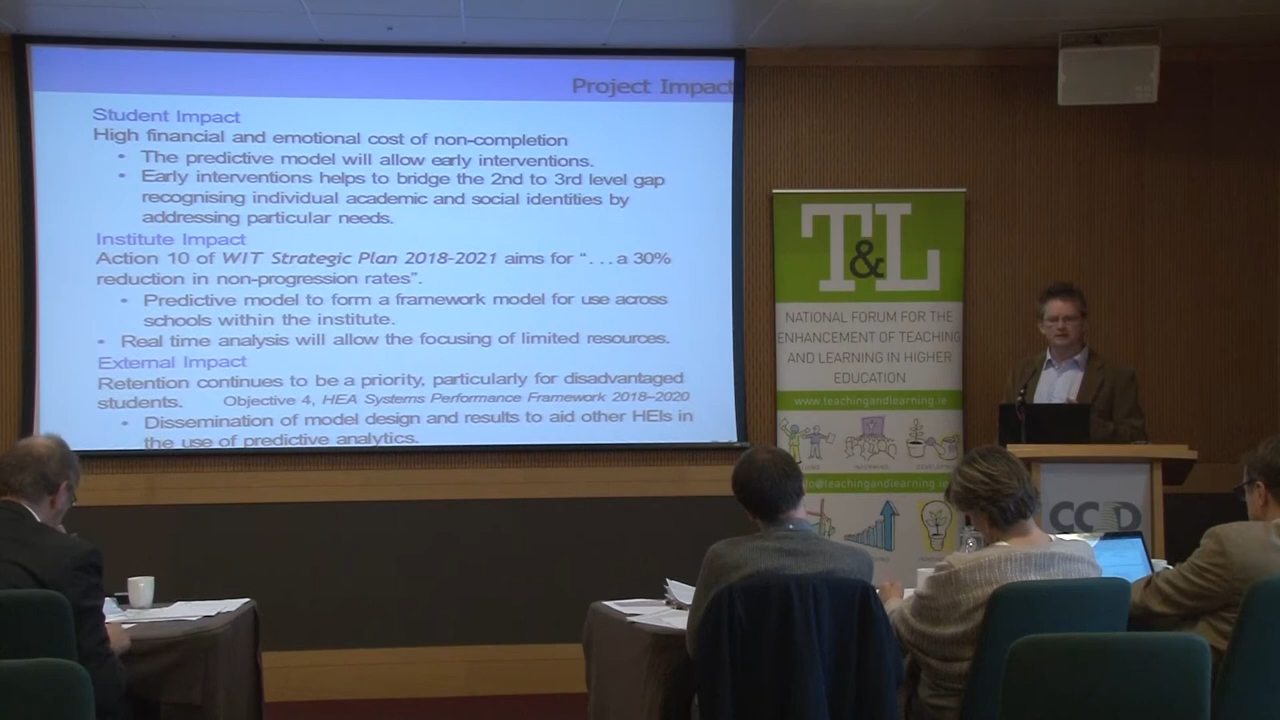 Project Impact
Student Impact
High financial and emotional cost of non-completion
• The predictive model will allow early interventions.
• Early interventions helps to bridge the 2nd to 3rd level gap
recognising individual academic and social identities by
addressing particular needs.
Institute Impact
Action 10 of WIT Strategic Plan 2018-2021 aims for “...a 30%
reduction in non-progression rates”.
• Predictive model to form a framework model for use across
schools within the institute.
• Real time analysis will allow the focusing of limited resources.
External Impact
Retention continues to be a priority, particularly for disadvantaged
students. Objective 4, HEA Systems Performance Framework 2018–2020
• Dissemination of model design and results to aid other HEIs in
the use of predictive analytics.
T&L
NATIONAL FORUM FOR THE
ENHANCEMENT OF TEACHING
AND LEARNING IN HIGHER
EDUCATION
www.teachingandlearning.ie
@teachingandlearning.ie